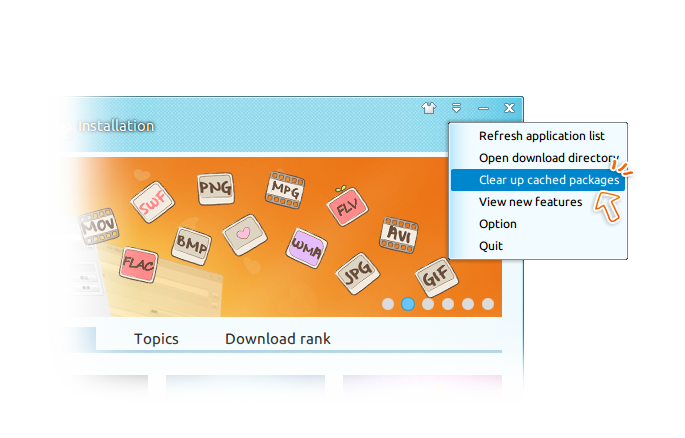 Installation
Refresh application list
Open download directory
Clear up cached packages
View new features
Option
Quit
PNG
MPG
SWF
FLV
MOV
BMP
AVI
WMA
FLAC
JPG
GIF
Topics
Download rank